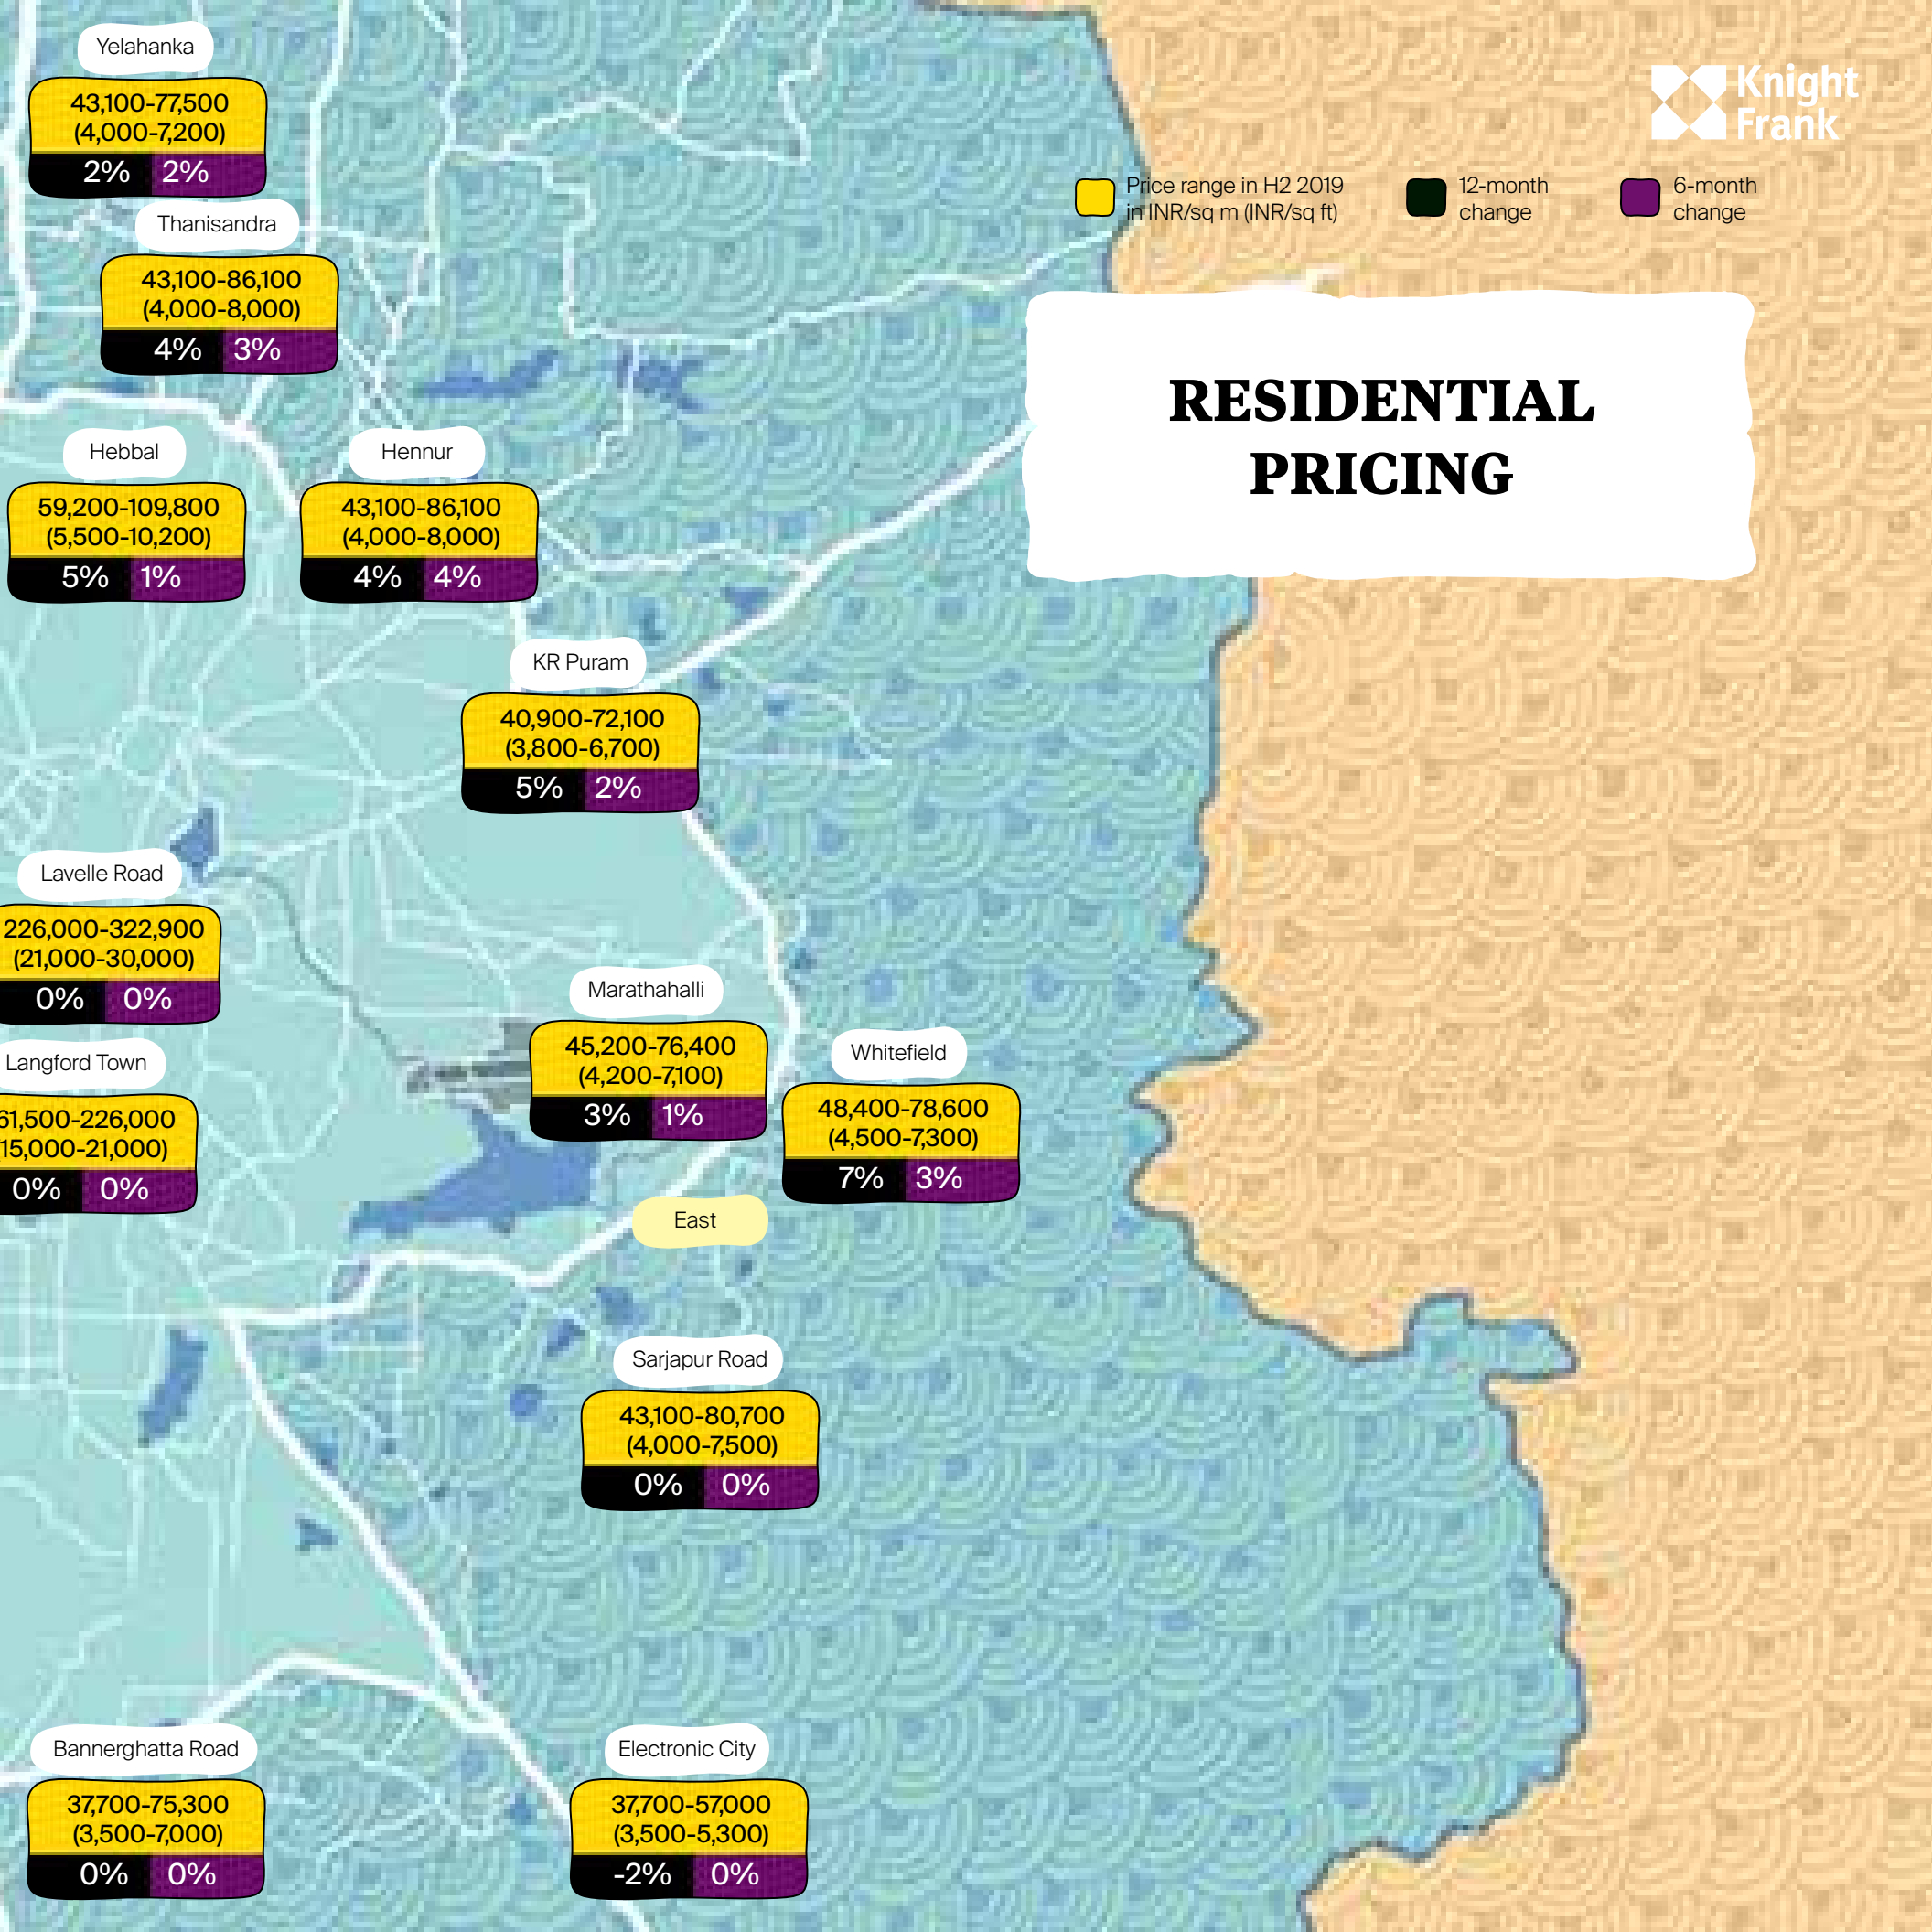 Knight
Frank
Price range in H2 2019
in INR/sq m (INR/sq ft)
12-month
change
6-month
change
RESIDENTIAL
PRICING
Yelahanka
43,100-77,500
(4,000-7,200)
2% 2%
Thanisandra
43,100-86,100
(4,000-8,000)
4% 3%
Hebbal
59,200-109,800
(5,500-10,200)
5% 1%
Hennur
43,100-86,100
(4,000-8,000)
4% 4%
KR Puram
40,900-72,100
(3,800-6,700)
5% 2%
Lavelle Road
226,000-322,900
(21,000-30,000)
0% 0%
Marathahalli
45,200-76,400
(4,200-7,100)
3% 1%
Langford Town
61,500-226,000
15,000-21,000)
0% 0%
Whitefield
48,400-78,600
(4,500-7,300)
7% 3%
East
Sarjapur Road
43,100-80,700
(4,000-7,500)
0% 0%
Bannerghatta Road
37,700-75,300
(3,500-7,000)
0% 0%
Electronic City
37,700-57,000
(3,500-5,300)
-2% 0%